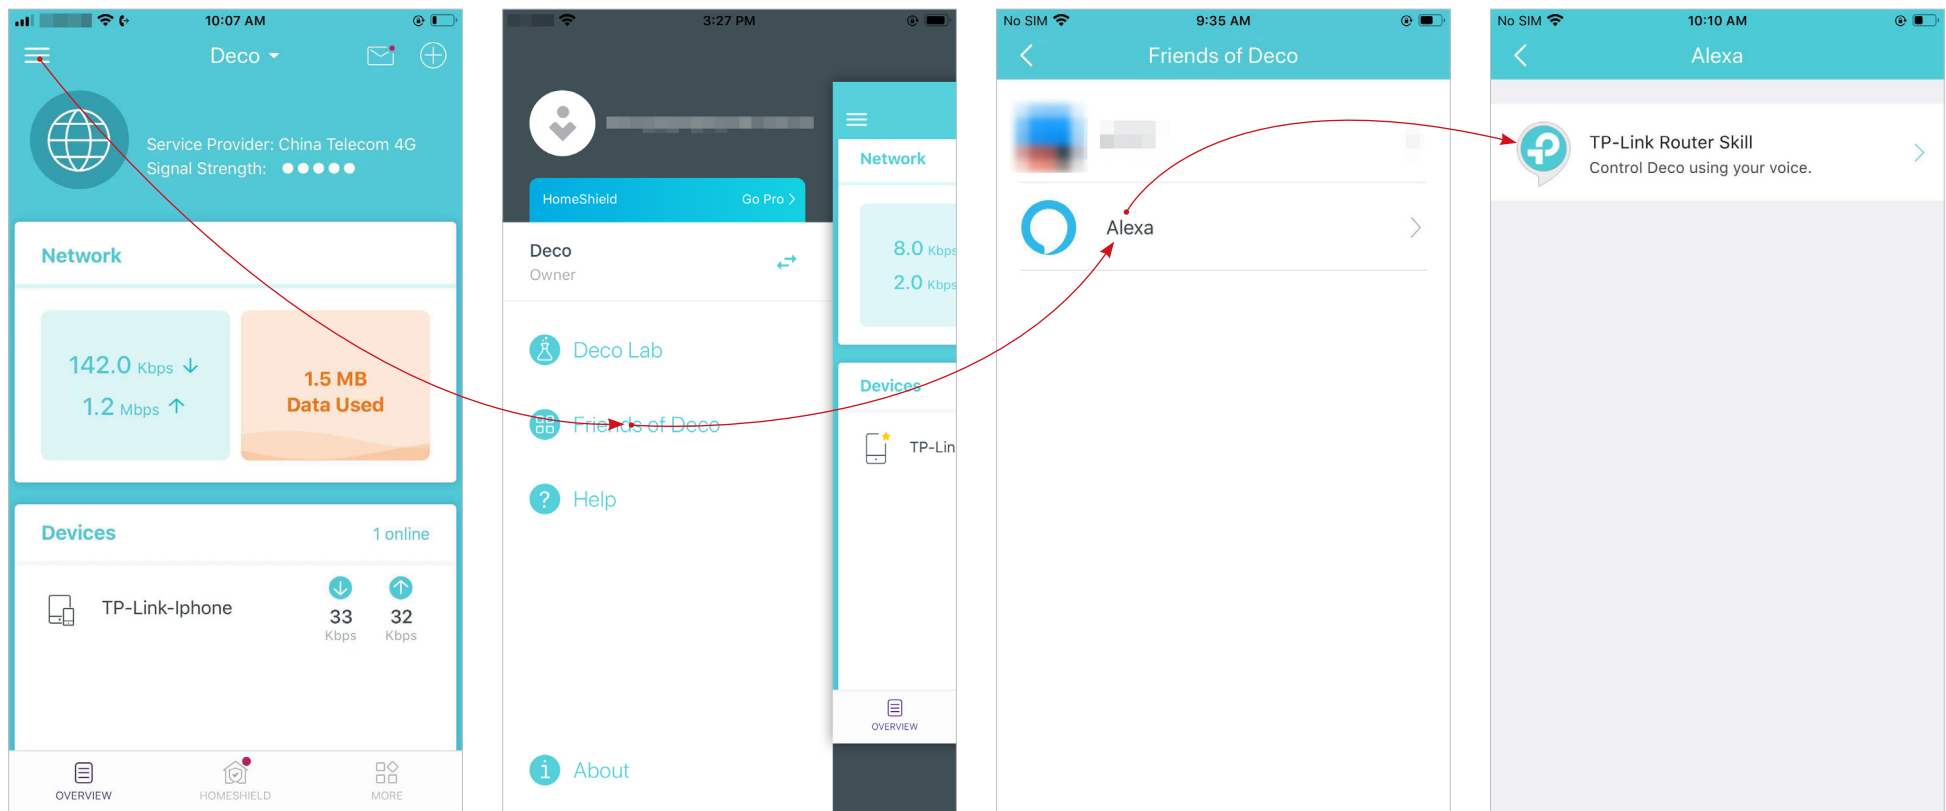 10:07 AM
Deco
Service Provider: China Telecom 4G
Signal Strength:
Network
142.0 Kbps
1.2 Mbps
1.5 MB
Data Used
Devices
1 online
TP-Link-Iphone
33
Kbps
32
Kbps
OVERVIEW
HOMESHIELD
MORE
3:27 PM
HomeShield
Go Pro >
Deco
Owner
Deco Lab
Friends of Deco
Help
About
Network
8.0 Kbps
2.0 Kbps
Devices
TP-Lin
OVERVIEW
No SIM
9:35 AM
Friends of Deco
Alexa
No SIM
10:10 AM
Alexa
TP-Link Router Skill
Control Deco using your voice.